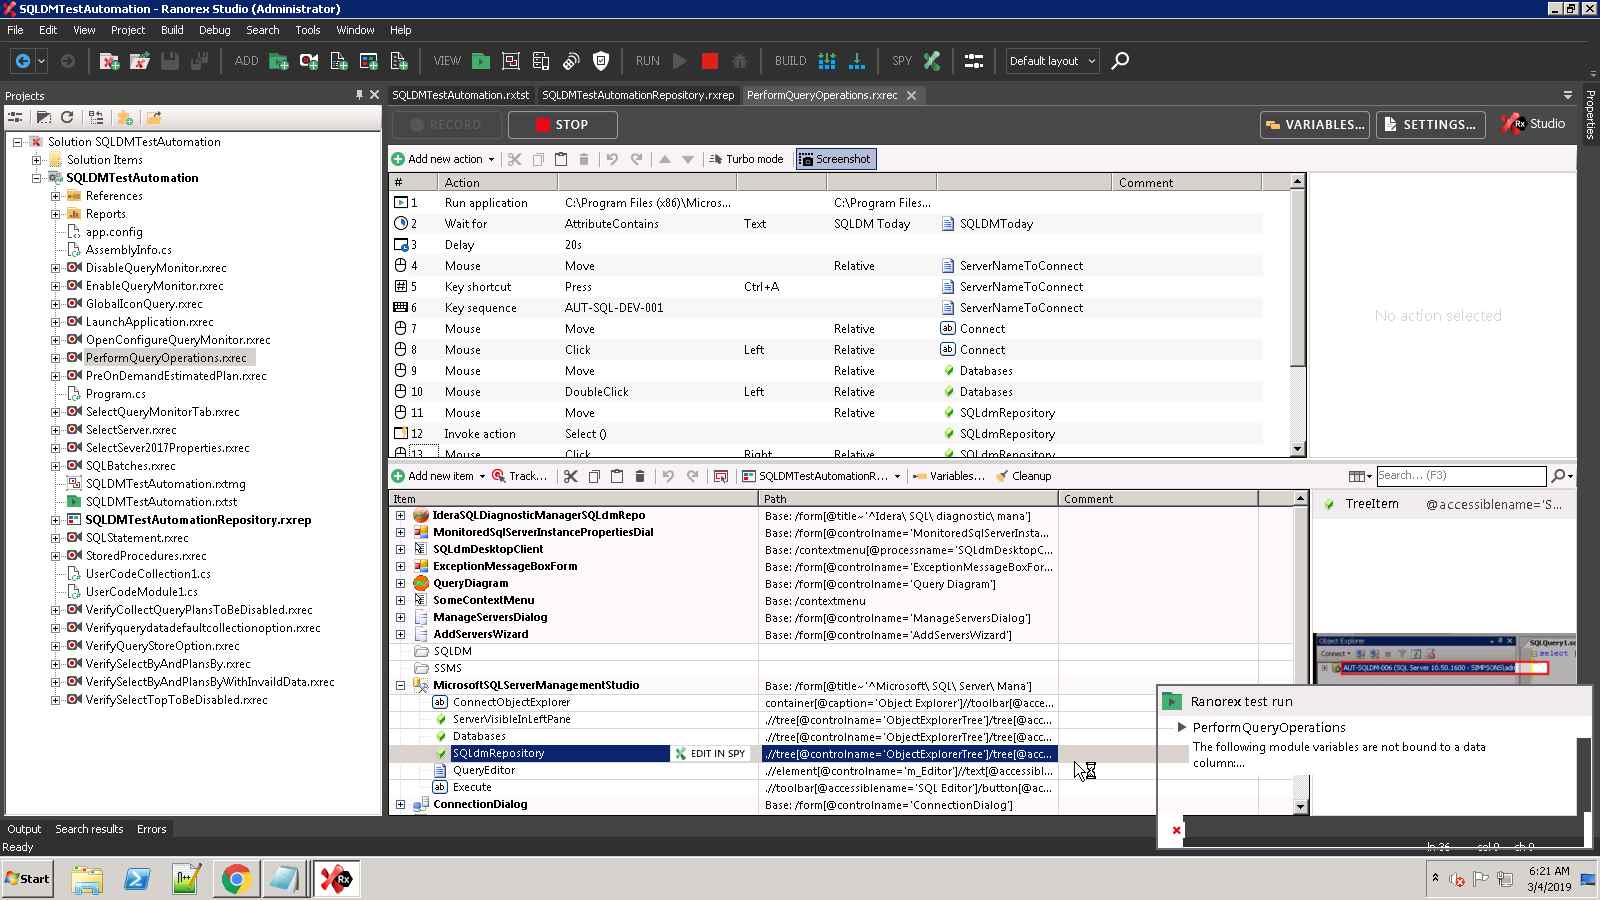 SQLDMTestAutomation - Ranorex Studio (Administrator)
File Edit View Project Build Debug Search Tools Window Help
ADD VIEW RUN BUILD SPY Default layout
Projects
SQLDMTestAutomation.rxtst SQLDMTestAutomationRepository.rxrep PerformQueryOperations.rxrec
Properties
RECORD STOP VARIABLES... SETTINGS... Rx Studio
Add new action Turbo mode Screenshot
Solution SQLDMTestAutomation
Solution Items
SQLDMTestAutomation
References
Reports
app.config
AssemblyInfo.cs
DisableQueryMonitor.rxrec
EnableQueryMonitor.rxrec
GlobalIconQuery.rxrec
LaunchApplication.rxrec
OpenConfigureQueryMonitor.rxrec
PerformQueryOperations.rxrec
PreOnDemandEstimatedPlan.rxrec
Program.cs
SelectQueryMonitorTab.rxrec
SelectServer.rxrec
SelectSever2017Properties.rxrec
SQLBatches.rxrec
SQLDMTestAutomation.rxtmg
SQLDMTestAutomation.rxtst
SQLDMTestAutomationRepository.rxrep
SQLStatement.rxrec
StoredProcedures.rxrec
UserCodeCollection1.cs
UserCodeModule1.cs
VerifyCollectQueryPlansToBeDisabled.rxrec
Verifyquerydatadefaultcollectionoption.rxrec
VerifyQueryStoreOption.rxrec
VerifySelectByAndPlansBy.rxrec
VerifySelectByAndPlansByWithInvaildData.rxrec
VerifySelectTopToBeDisabled.rxrec
# Action Comment
1 Run application C:\Program Files (x86)\Micros... C:\Program Files...
2 Wait for AttributeContains Text SQLDM Today SQLDMToday
3 Delay 20s
4 Mouse Move Relative ServerNameToConnect
5 Key shortcut Press Ctrl+A ServerNameToConnect
6 Key sequence AUT-SQL-DEV-001 ServerNameToConnect
7 Mouse Move Relative ab Connect
8 Mouse Click Left Relative ab Connect
9 Mouse Move Relative Databases
10 Mouse DoubleClick Left Relative Databases
11 Mouse Move Relative SQLdmRepository
12 Invoke action Select () SQLdmRepository
13 Mouse Click Right Relative SQLdmRepository
No action selected
Add new item Track... SQLDMTestAutomationR... Variables... Cleanup Search... (F3)
Item Path Comment
IderaSQLDiagnosticManagerSQLdmRepo Base: /form[@title~'^Idera\ SQL\ diagnostic\ mana']
MonitoredSqlServerInstancePropertiesDial Base: /form[@controlname='MonitoredSqlServerInsta...
SQLdmDesktopClient Base: /contextmenu[@processname='SQLdmDesktopC...
ExceptionMessageBoxForm Base: /form[@controlname='ExceptionMessageBoxFor...
QueryDiagram Base: /form[@controlname='Query Diagram']
SomeContextMenu Base: /contextmenu
ManageServersDialog Base: /form[@controlname='ManageServersDialog']
AddServersWizard Base: /form[@controlname='AddServersWizard']
SQLDM
SSMS
MicrosoftSQLServerManagementStudio Base: /form[@title~'^Microsoft\ SQL\ Server\ Mana']
ab ConnectObjectExplorer container[@caption='Object Explorer']//toolbar[@acce...
ServerVisibleInLeftPane .//tree[@controlname='ObjectExplorerTree']/tree[@acc...
Databases .//tree[@controlname='ObjectExplorerTree']/tree[@acc...
SQLdmRepository EDIT IN SPY .//tree[@controlname='ObjectExplorerTree']/tree[@acc...
QueryEditor .//element[@controlname='m_Editor']//text[@accessibl...
ab Execute .//toolbar[@accessiblename='SQL Editor']/button[@ac...
ConnectionDialog Base: /form[@controlname='ConnectionDialog']
TreeItem @accessiblename='S...
Object Explorer SQLQuery1.s
Connect select
AUT-SQLDM-006 (SQL Server 10.50.1600 - SIMPSONS\adm
Ranorex test run
PerformQueryOperations
The following module variables are not bound to a data
column:...
Output Search results Errors
Ready ln 36 col 9 ch 9
Start Rx 6:21 AM
3/4/2019